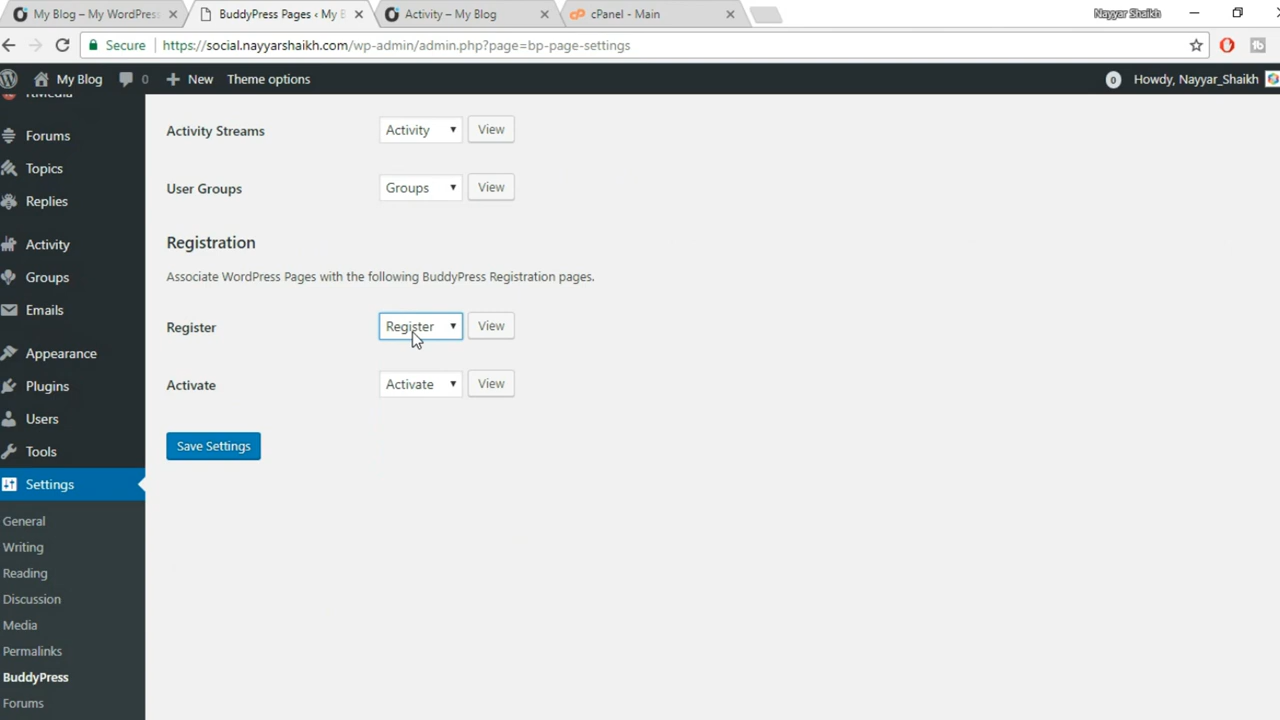 My Blog – My WordPress
BuddyPress Pages ‹ My B
Activity – My Blog
cPanel - Main
Nayyar Shaikh
Secure
https://social.nayyarshaikh.com/wp-admin/admin.php?page=bp-page-settings
My Blog
0
New
Theme options
0
Howdy, Nayyar_Shaikh
Forums
Topics
Replies
Activity
Groups
Emails
Appearance
Plugins
Users
Tools
Settings
General
Writing
Reading
Discussion
Media
Permalinks
BuddyPress
Forums
Activity Streams
Activity
View
User Groups
Groups
View
Registration
Associate WordPress Pages with the following BuddyPress Registration pages.
Register
Register
View
Activate
Activate
View
Save Settings